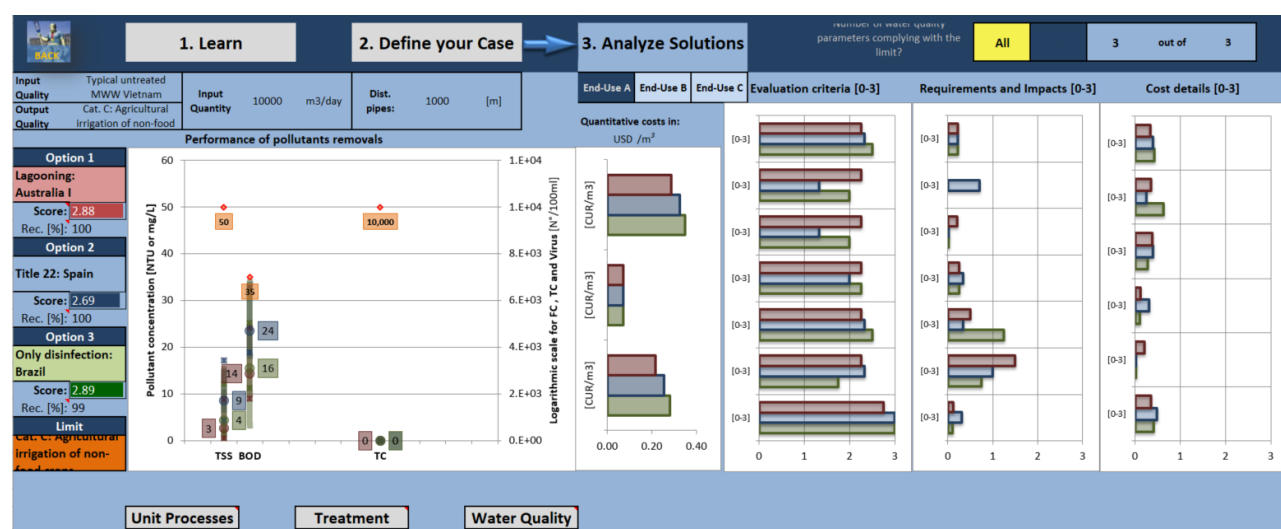 BACK
1. Learn
2. Define your Case
3. Analyze Solutions
Number of water quality
parameters complying with the
limit?
All
3 out of 3
Input
Quality
Typical untreated
MWW Vietnam
Output
Quality
Cat. C: Agricultural
irrigation of non-food
Input
Quantity
10000 m3/day
Dist.
pipes:
1000 [m]
End-Use A End-Use B End-Use C
Evaluation criteria [0-3]
Requirements and Impacts [0-3]
Cost details [0-3]
Quantitative costs in:
USD /m³
Performance of pollutants removals
Option 1
Lagooning:
Australia I
Score: 2.88
Rec. [%]: 100
Option 2
Title 22: Spain
Score: 2.69
Rec. [%]: 100
Option 3
Only disinfection:
Brazil
Score: 2.89
Rec. [%]: 99
Limit
Cat. C: Agricultural
irrigation of non-
food crops
Pollutant concentration [NTU or mg/L]
60
50
40
30
20
10
0
50
10,000
35
24
14
16
9
4
3
0
0
TSS BOD TC
1.E+04
1.E+04
8.E+03
6.E+03
4.E+03
2.E+03
0.E+00
Logarithmic scale for FC , TC and Virus [N°/100ml]
[CUR/m3]
[CUR/m3]
[CUR/m3]
0.00 0.20 0.40
[0-3]
[0-3]
[0-3]
[0-3]
[0-3]
[0-3]
[0-3]
0 1 2 3
[0-3]
[0-3]
[0-3]
[0-3]
[0-3]
[0-3]
[0-3]
0 1 2 3
[0-3]
[0-3]
[0-3]
[0-3]
[0-3]
[0-3]
0 1 2 3
Unit Processes
Treatment
Water Quality